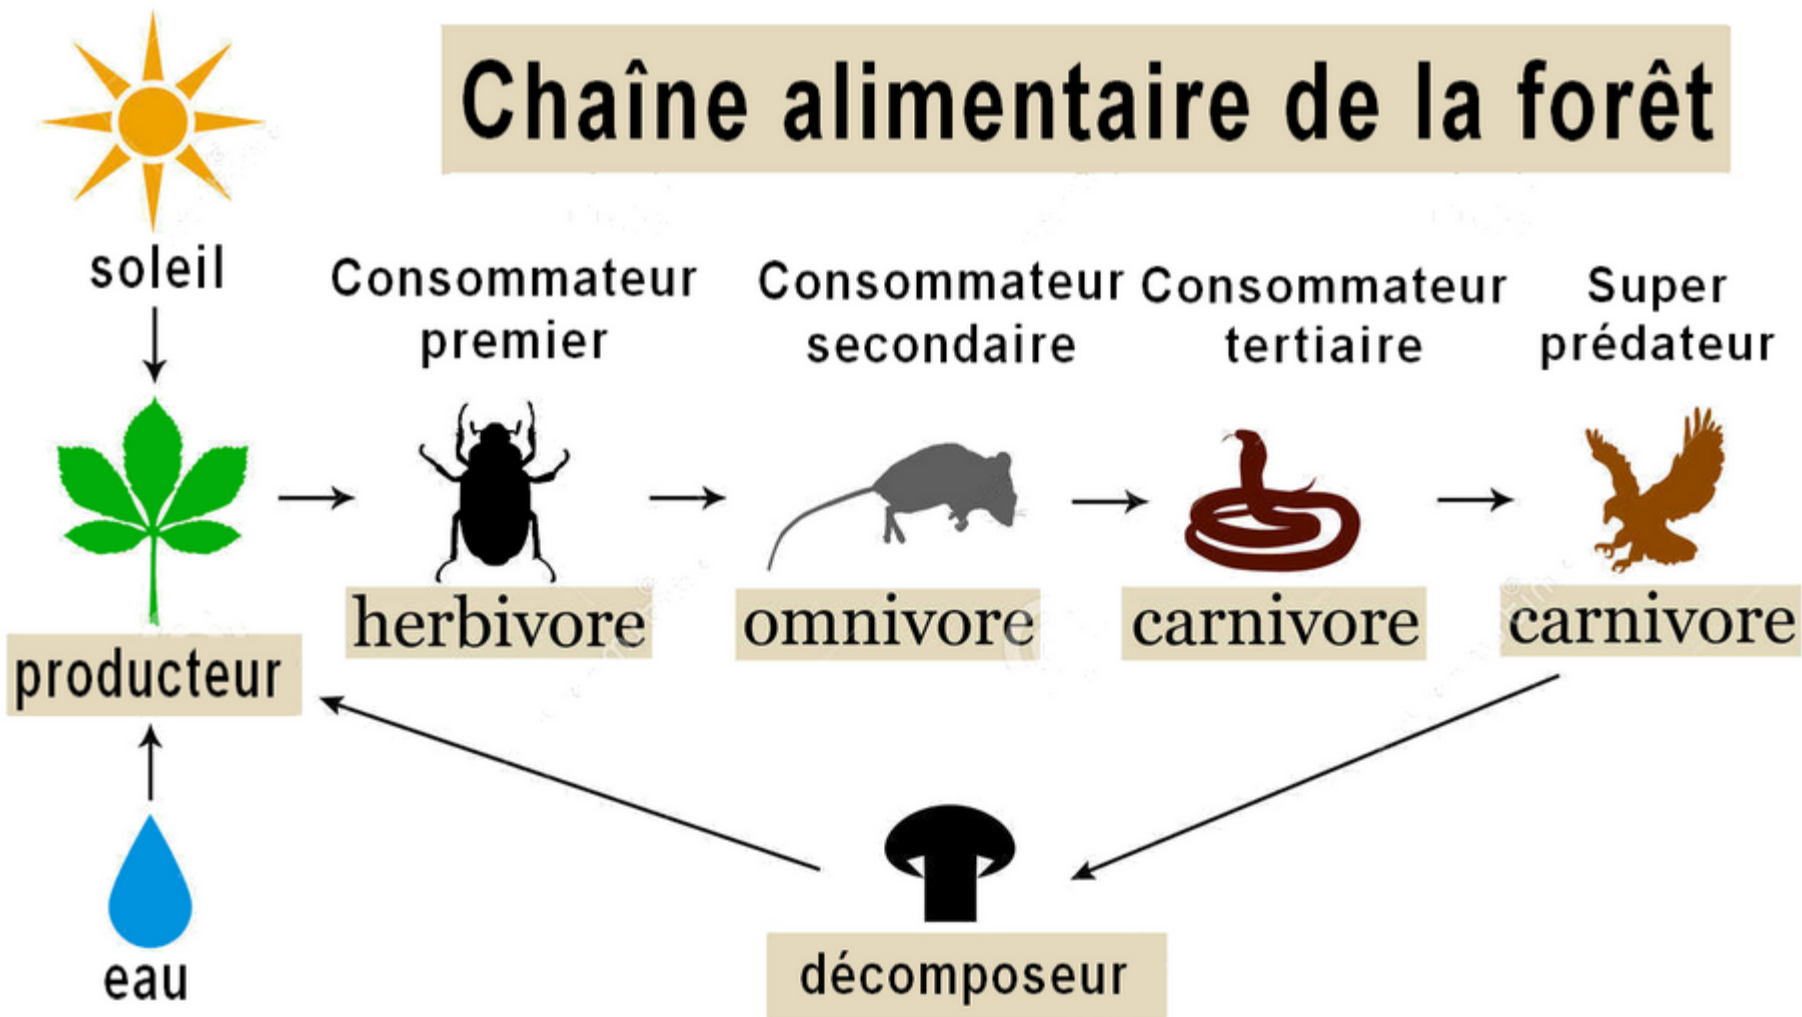 Chaîne alimentaire de la forêt
soleil
Consommateur
premier
Consommateur
secondaire
Consommateur
tertiaire
Super
prédateur
herbivore
omnivore
carnivore
carnivore
producteur
eau
décomposeur